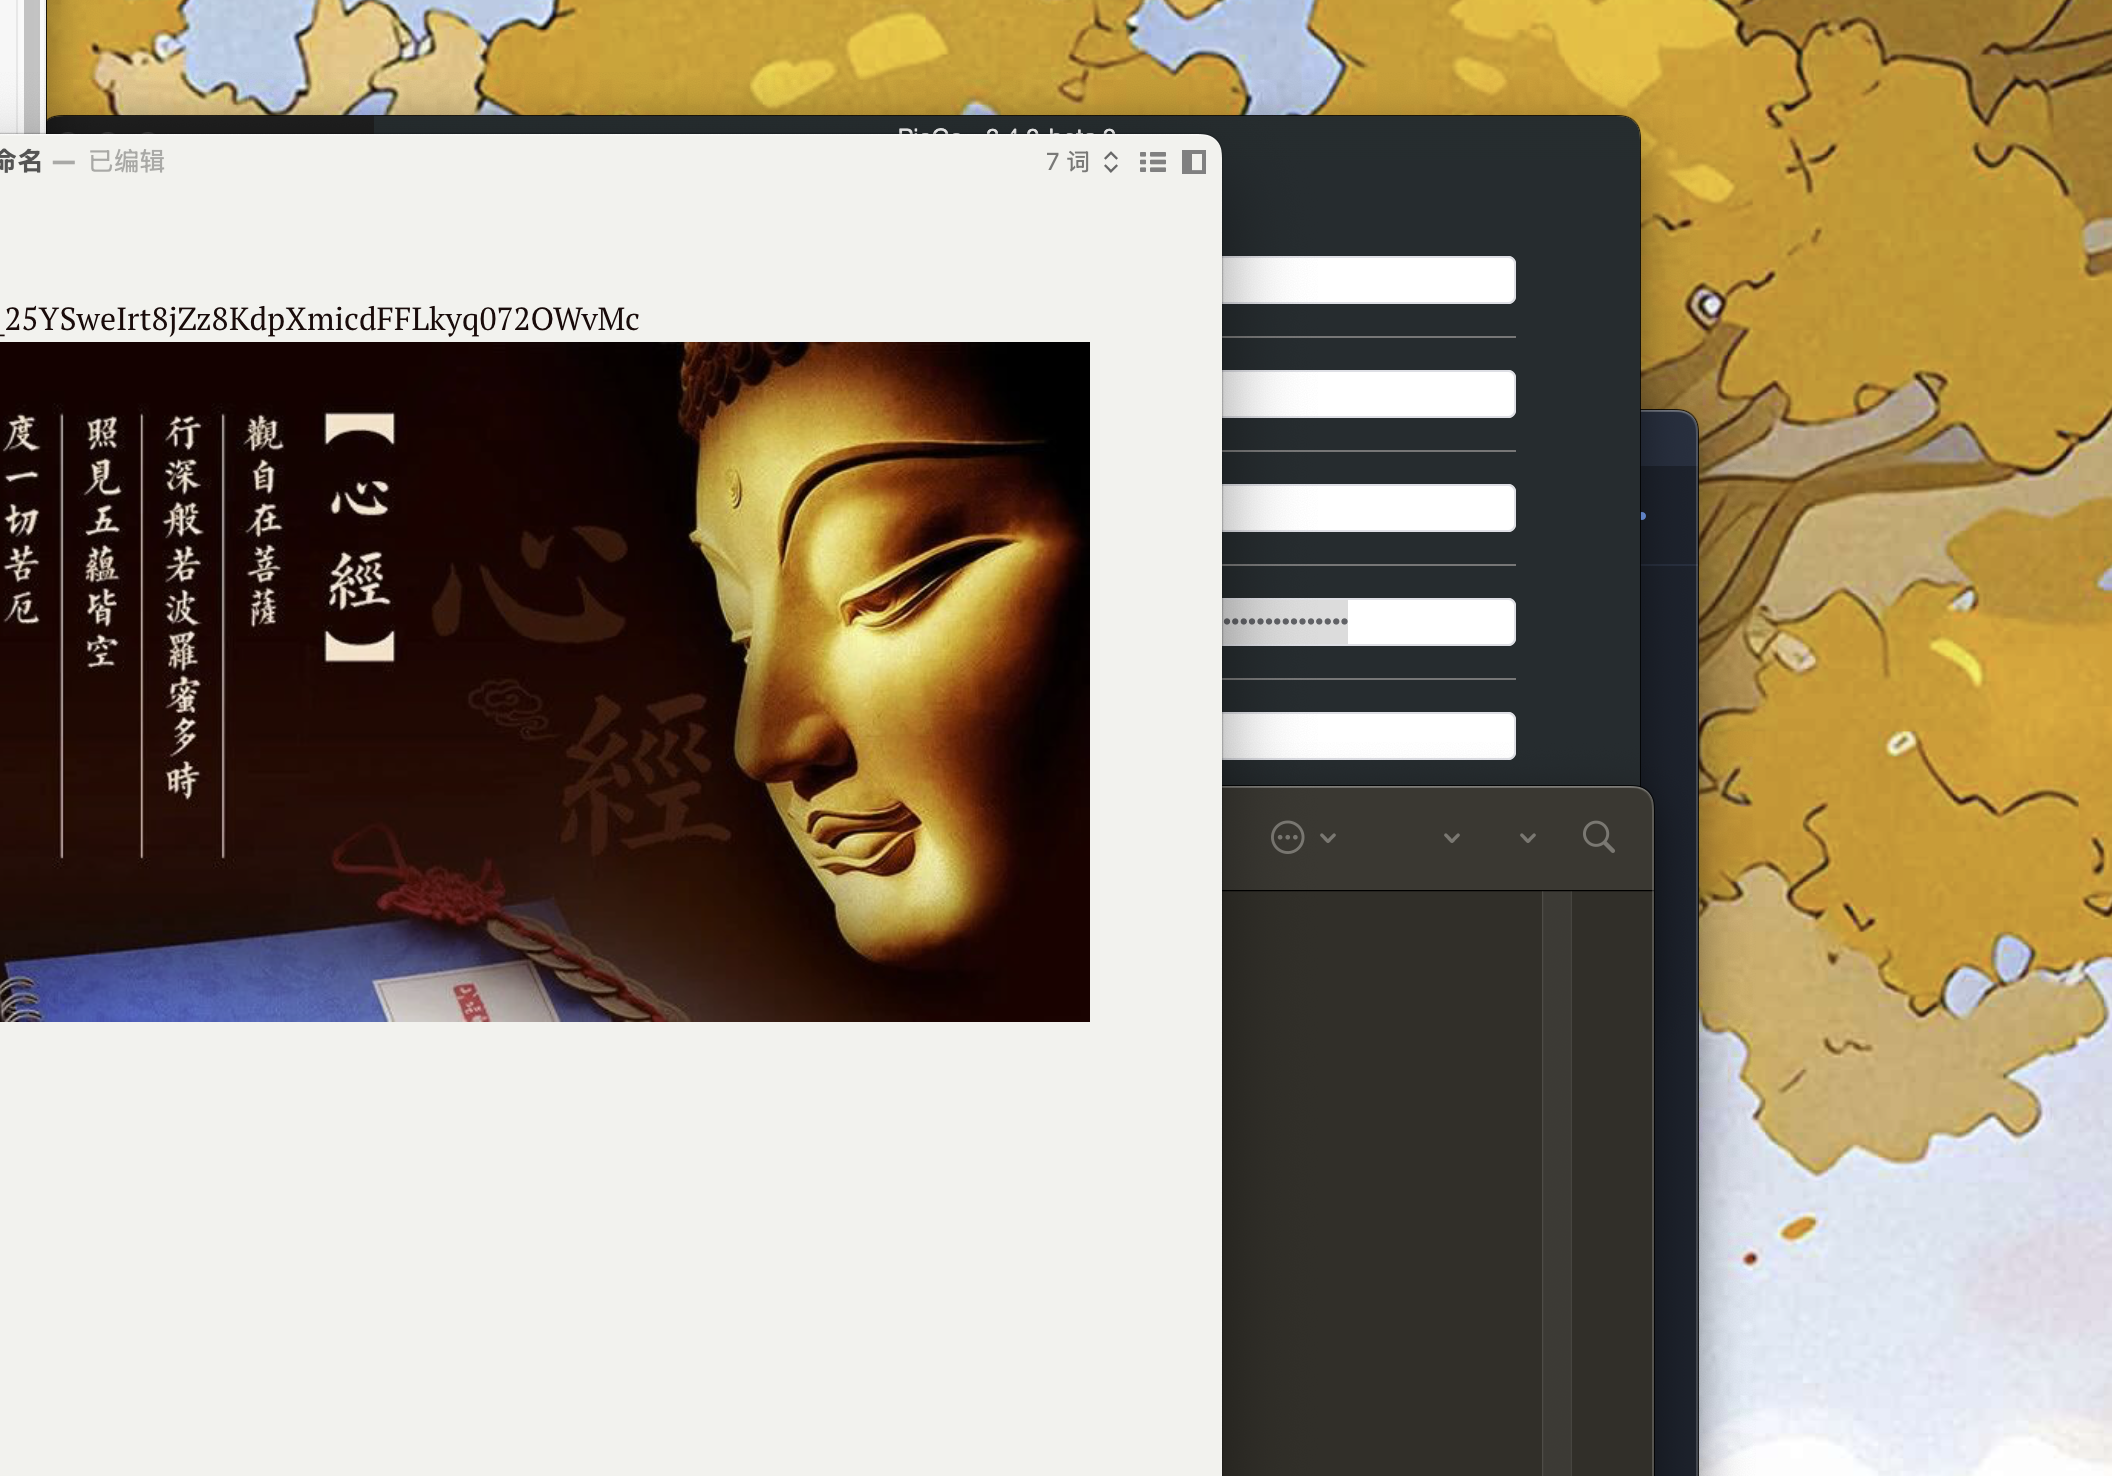 命名 — 已编辑
7 词
_25YSweIrt8jZz8KdpXmicdFFLkyq072OWvMc
【心經】
觀自在菩薩
行深般若波羅蜜多時
照見五蘊皆空
度一切苦厄
心
經